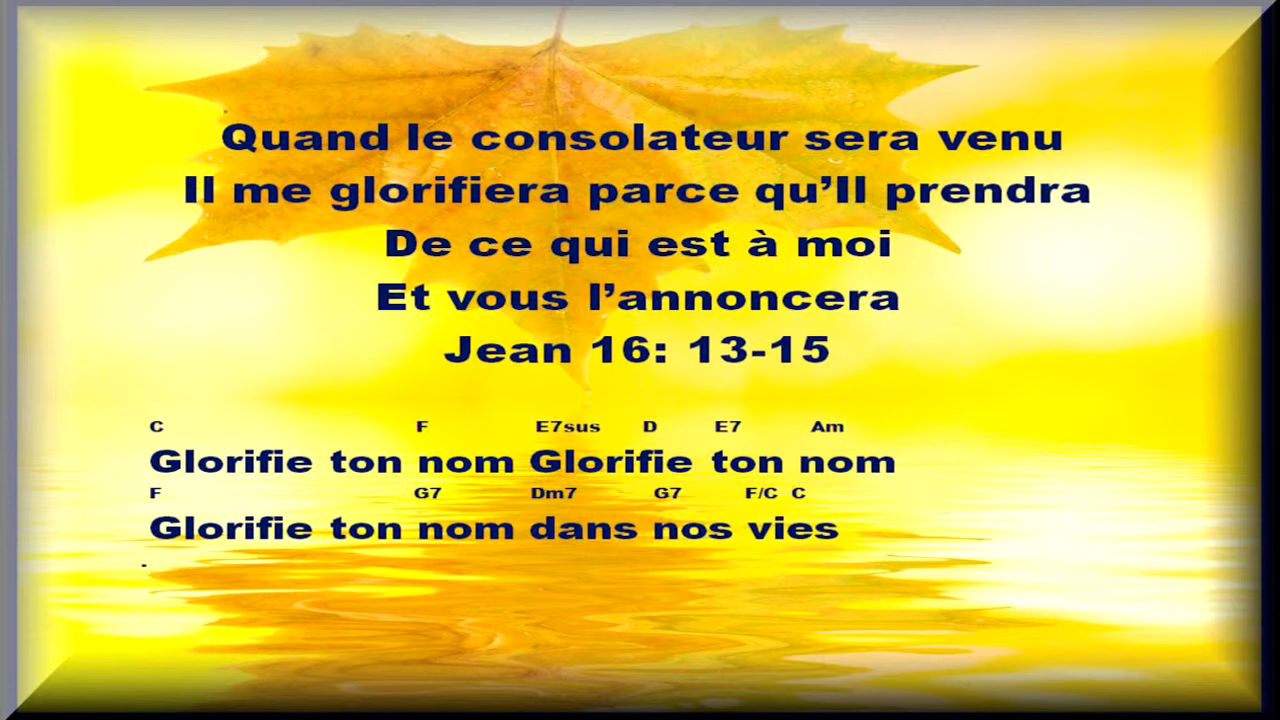 Quand le consolateur sera venu
Il me glorifiera parce qu’Il prendra
De ce qui est à moi
Et vous l’annoncera
Jean 16: 13-15
C F E7sus D E7 Am
Glorifie ton nom Glorifie ton nom
F G7 Dm7 G7 F/C C
Glorifie ton nom dans nos vies
.